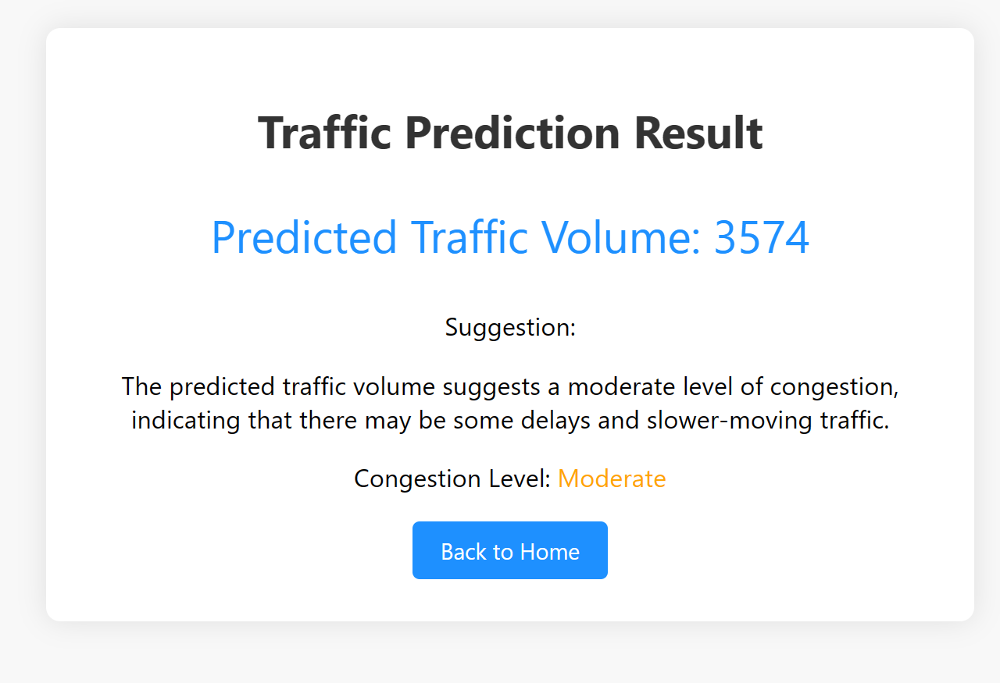 Traffic Prediction Result
Predicted Traffic Volume: 3574
Suggestion:
The predicted traffic volume suggests a moderate level of congestion,
indicating that there may be some delays and slower-moving traffic.
Congestion Level: Moderate
Back to Home